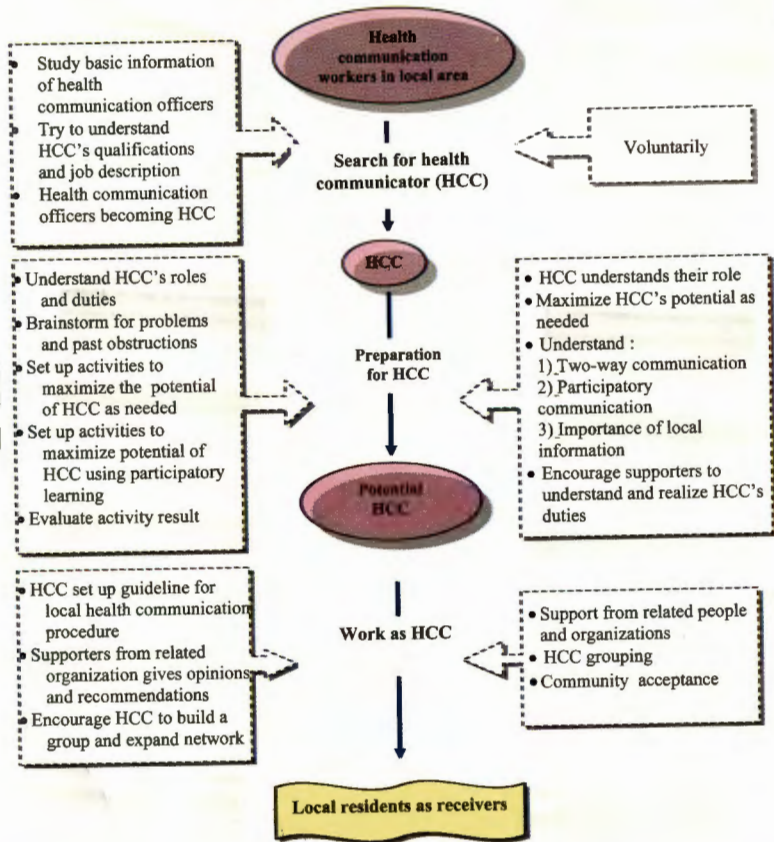 Health
communication
workers in local area
• Study basic information
of health
communication officers
• Try to understand
HCC's qualifications
and job description
• Health communication
officers becoming HCC
Search for health
communicator (HCC)
Voluntarily
HCC
• Understand HCC's roles
and duties
• Brainstorm for problems
and past obstructions
• Set up activities to
maximize the potential
of HCC as needed
• Set up activities to
maximize potential of
HCC using participatory
learning
• Evaluate activity result
Preparation
for HCC
• HCC understands their role
• Maximize HCC's potential as
needed
• Understand :
1) Two-way communication
2) Participatory
communication
3) Importance of local
information
• Encourage supporters to
understand and realize HCC's
duties
Potential
HCC
• HCC set up guideline for
local health communication
procedure
• Supporters from related
organization gives opinions
and recommendations
• Encourage HCC to build a
group and expand network
Work as HCC
• Support from related people
and organizations
• HCC grouping
• Community acceptance
Local residents as receivers